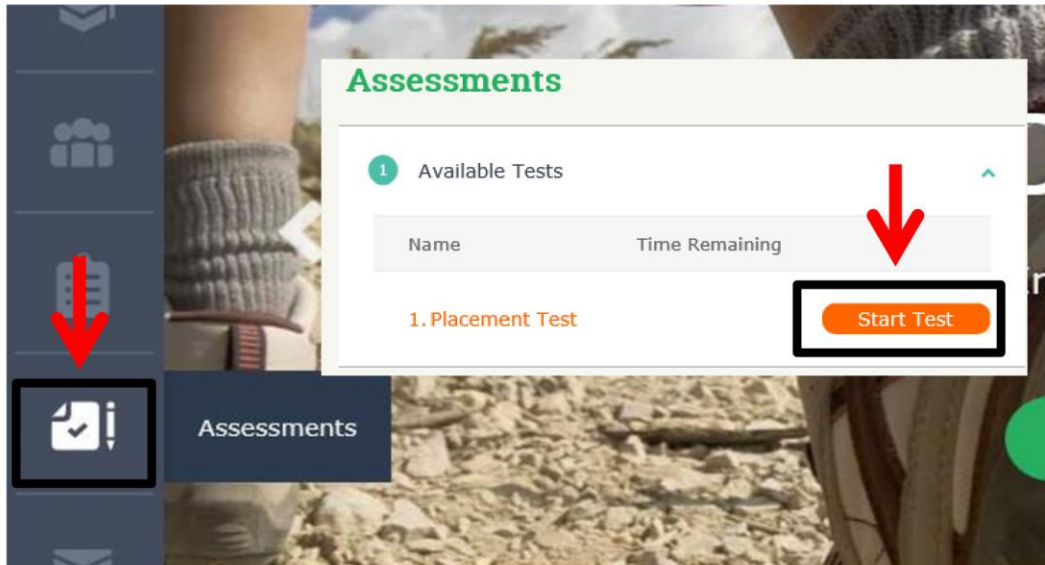 Assessments
1 Available Tests
Name Time Remaining
1. Placement Test Start Test
Assessments